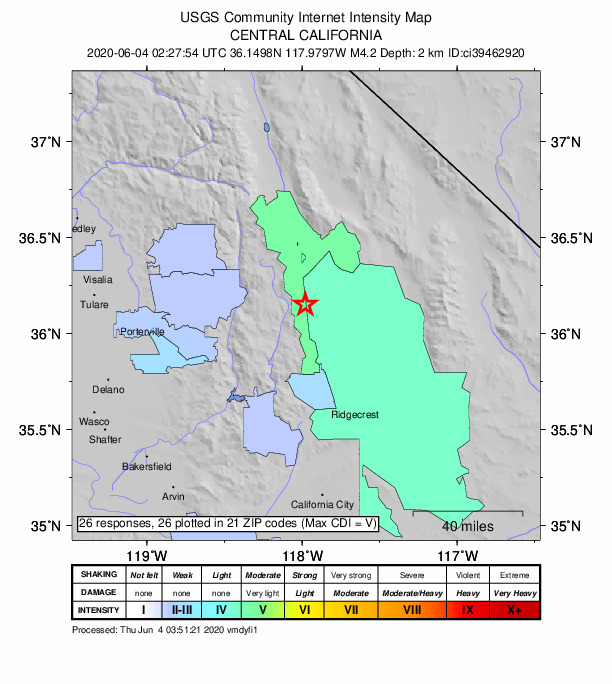 USGS Community Internet Intensity Map
CENTRAL CALIFORNIA
2020-06-04 02:27:54 UTC 36.1498N 117.9797W M4.2 Depth: 2 km ID:ci39462920
37°N
37°N
edley
36.5°N
36.5°N
Visalia
Tulare
36°N
Porterville
36°N
Delano
Wasco
Ridgecrest
35.5°N
Shafter
35.5°N
Bakersfield
Arvin
California City
35°N
26 responses, 26 plotted in 21 ZIP codes (Max CDI = V)
40 miles
35°N
119°W
118°W
117°W
SHAKING Not felt Weak Light Moderate Strong Very strong Severe Violent Extreme
DAMAGE none none none Very light Light Moderate Moderate/Heavy Heavy Very Heavy
INTENSITY I II-III IV V VI VII VIII IX X+
Processed: Thu Jun 4 03:51:21 2020 vmdyfi1